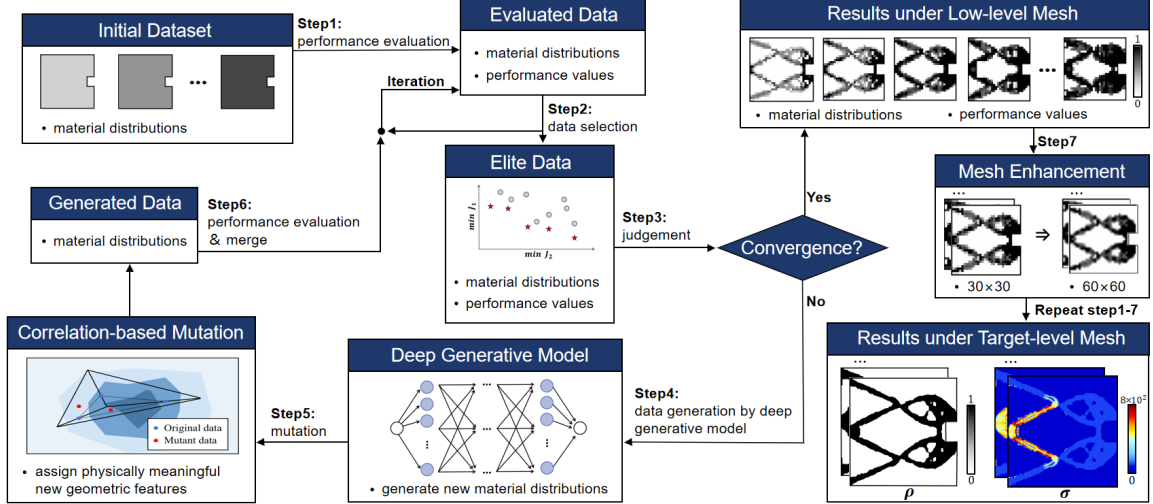 Initial Dataset
...
• material distributions
Step1:
performance evaluation
Evaluated Data
• material distributions
• performance values
Iteration
Step2:
data selection
Elite Data
min J₁
min J₂
• material distributions
• performance values
Step3:
judgement
Convergence?
Yes
No
Results under Low-level Mesh
...
1
0
• material distributions
• performance values
Step7
Mesh Enhancement
...
...
⇒
• 30×30
• 60×60
Repeat step1-7
Results under Target-level Mesh
...
...
1
0
8×10²
0
ρ
σ
Step4:
data generation by deep
generative model
Deep Generative Model
...
...
...
...
• generate new material distributions
Step5:
mutation
Correlation-based Mutation
Original data
Mutant data
• assign physically meaningful
new geometric features
Generated Data
• material distributions
Step6:
performance evaluation
& merge